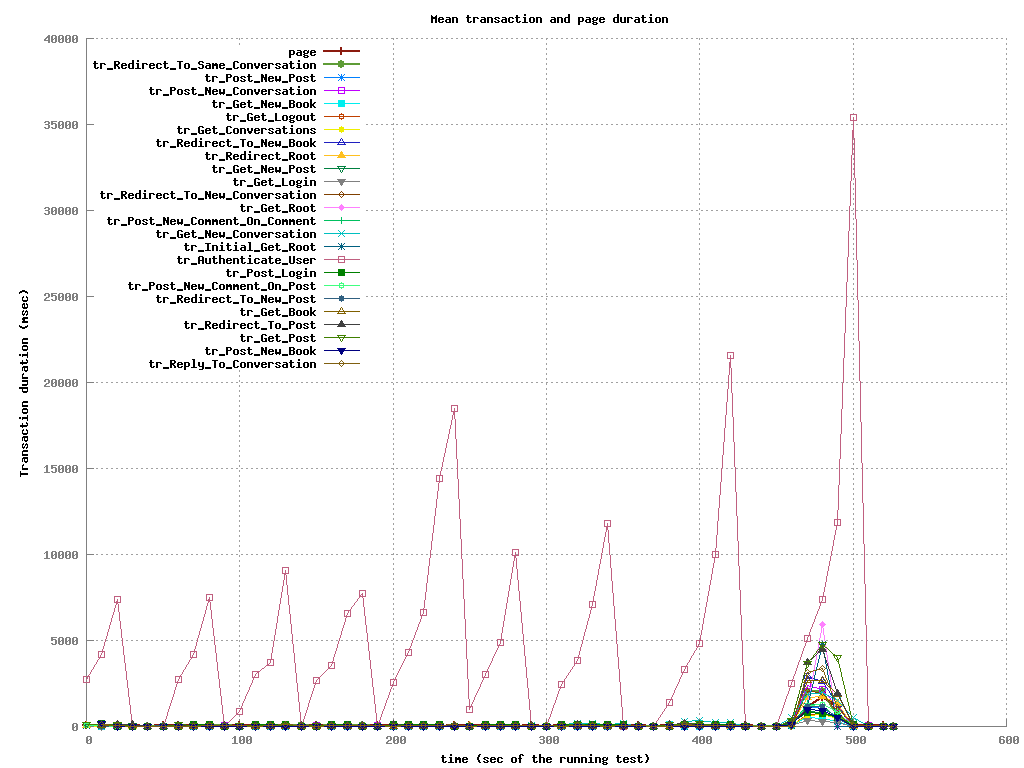 Mean transaction and page duration
40000
35000
30000
25000
20000
15000
10000
5000
0
Transaction duration (msec)
page
tr_Redirect_To_Same_Conversation
tr_Post_New_Post
tr_Post_New_Conversation
tr_Get_New_Book
tr_Get_Logout
tr_Get_Conversations
tr_Redirect_To_New_Book
tr_Redirect_Root
tr_Get_New_Post
tr_Get_Login
tr_Redirect_To_New_Conversation
tr_Get_Root
tr_Post_New_Comment_On_Comment
tr_Get_New_Conversation
tr_Initial_Get_Root
tr_Authenticate_User
tr_Post_Login
tr_Post_New_Comment_On_Post
tr_Redirect_To_New_Post
tr_Get_Book
tr_Redirect_To_Post
tr_Get_Post
tr_Post_New_Book
tr_Reply_To_Conversation
0 100 200 300 400 500 600
time (sec of the running test)